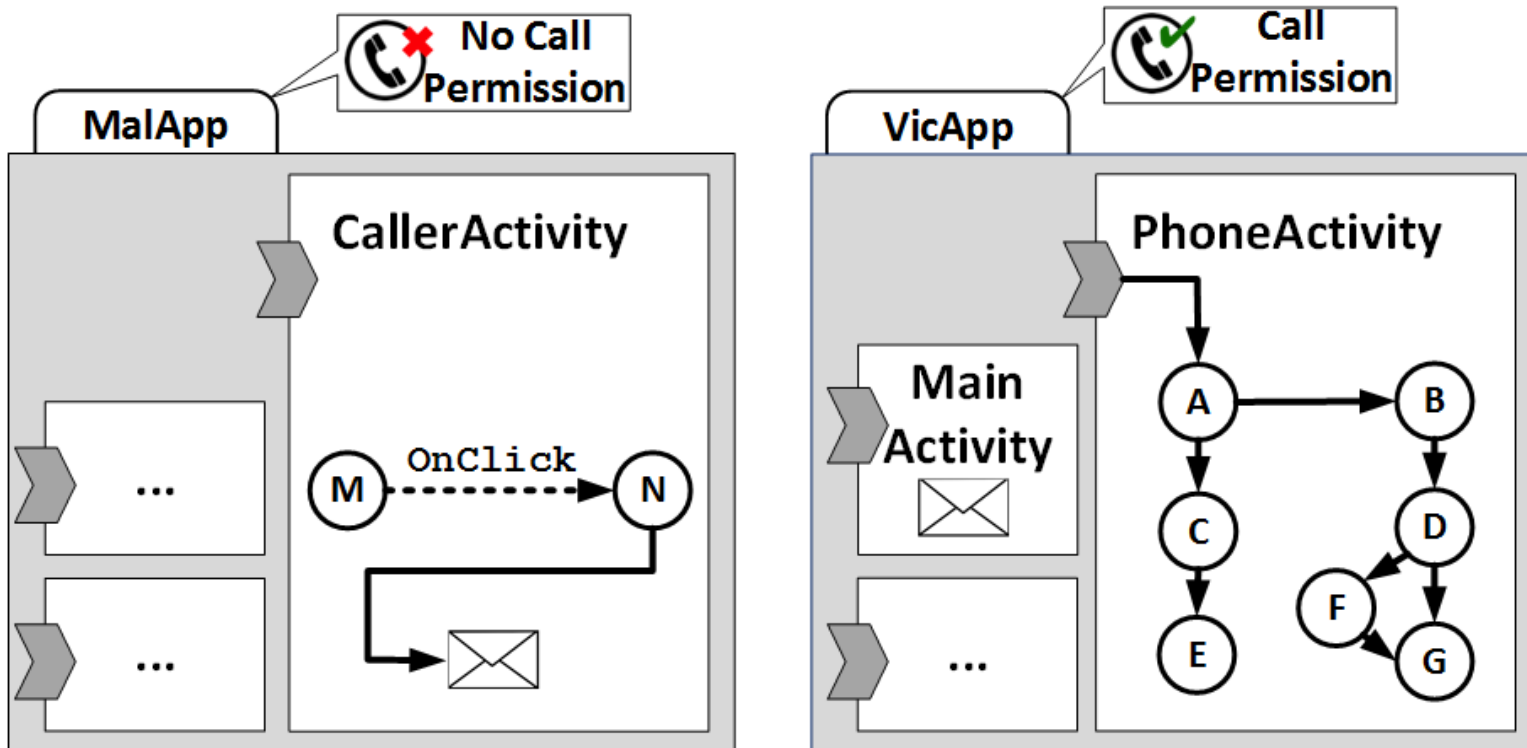 No Call
Permission
MalApp
CallerActivity
M
OnClick
N
...
...
Call
Permission
VicApp
PhoneActivity
Main
Activity
...
A
B
C
D
F
E
G